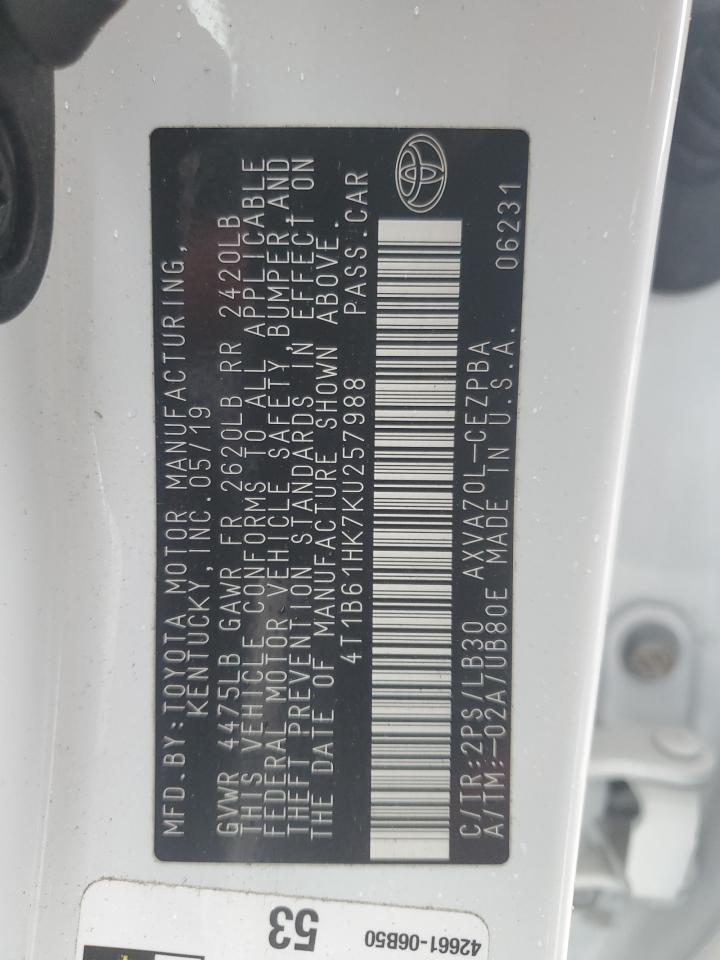 MFD.BY:TOYOTA MOTOR MANUFACTURING,
KENTUCKY,INC.05/19
GVWR 4475LB GAWR FR 2620LB RR 2420LB
THIS VEHICLE CONFORMS TO ALL APPLICABLE
FEDERAL MOTOR VEHICLE SAFETY,BUMPER,AND
THEFT PREVENTION STANDARDS IN EFFECT ON
THE DATE OF MANUFACTURE SHOWN ABOVE.
4T1B61HK7KU257988 PASS.CAR
C/TR:2PS/LB30 AXVA70L-CEZPBA
A/TM:-02A/UB80E MADE IN U.S.A. 06231
53
42661-06B50